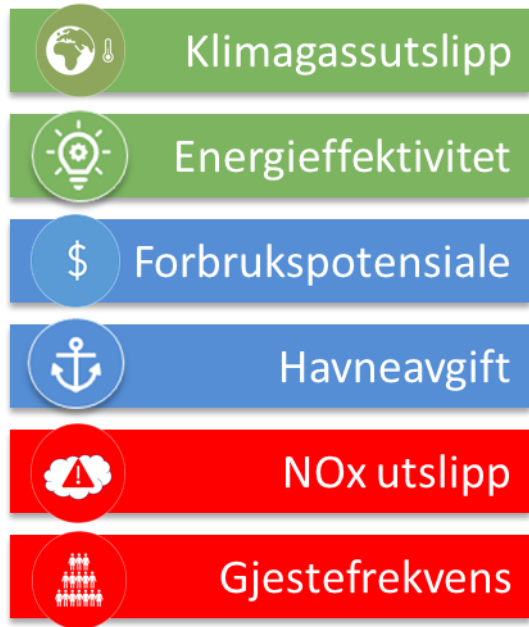 Klimagassutslipp
Energieffektivitet
$ Forbrukspotensiale
Havneavgift
! NOx utslipp
Gjestefrekvens